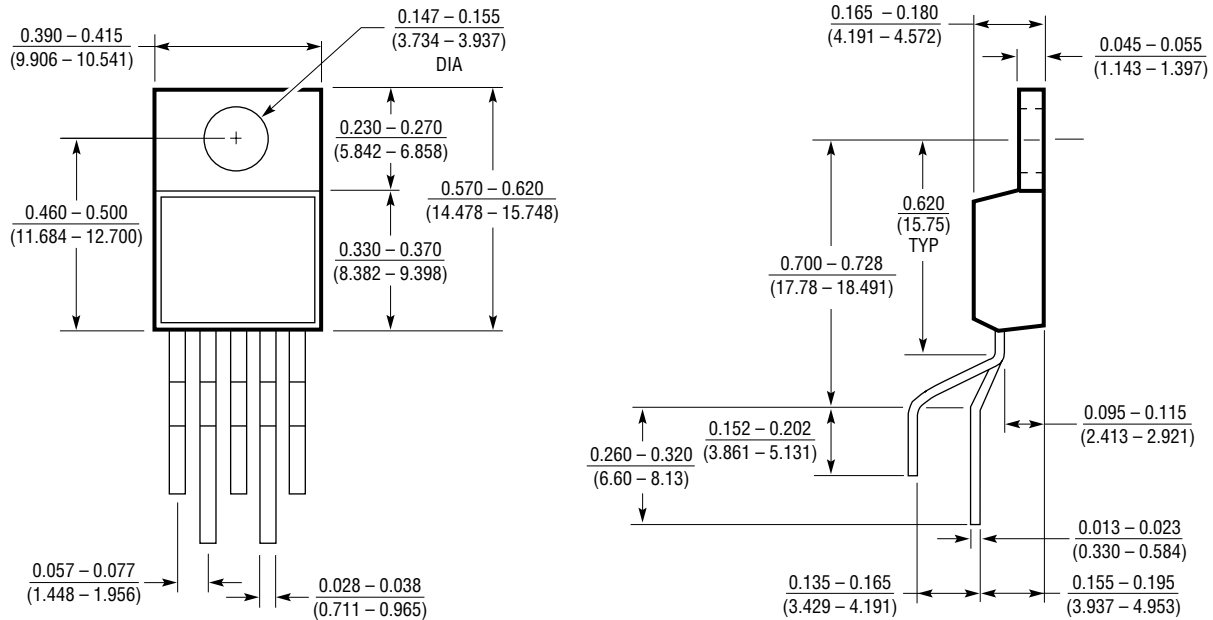 0.390 – 0.415
(9.906 – 10.541)
0.147 – 0.155
(3.734 – 3.937)
DIA
0.230 – 0.270
(5.842 – 6.858)
0.570 – 0.620
(14.478 – 15.748)
0.460 – 0.500
(11.684 – 12.700)
0.330 – 0.370
(8.382 – 9.398)
0.057 – 0.077
(1.448 – 1.956)
0.028 – 0.038
(0.711 – 0.965)
0.165 – 0.180
(4.191 – 4.572)
0.045 – 0.055
(1.143 – 1.397)
0.620
(15.75)
TYP
0.700 – 0.728
(17.78 – 18.491)
0.095 – 0.115
(2.413 – 2.921)
0.152 – 0.202
(3.861 – 5.131)
0.260 – 0.320
(6.60 – 8.13)
0.013 – 0.023
(0.330 – 0.584)
0.135 – 0.165
(3.429 – 4.191)
0.155 – 0.195
(3.937 – 4.953)